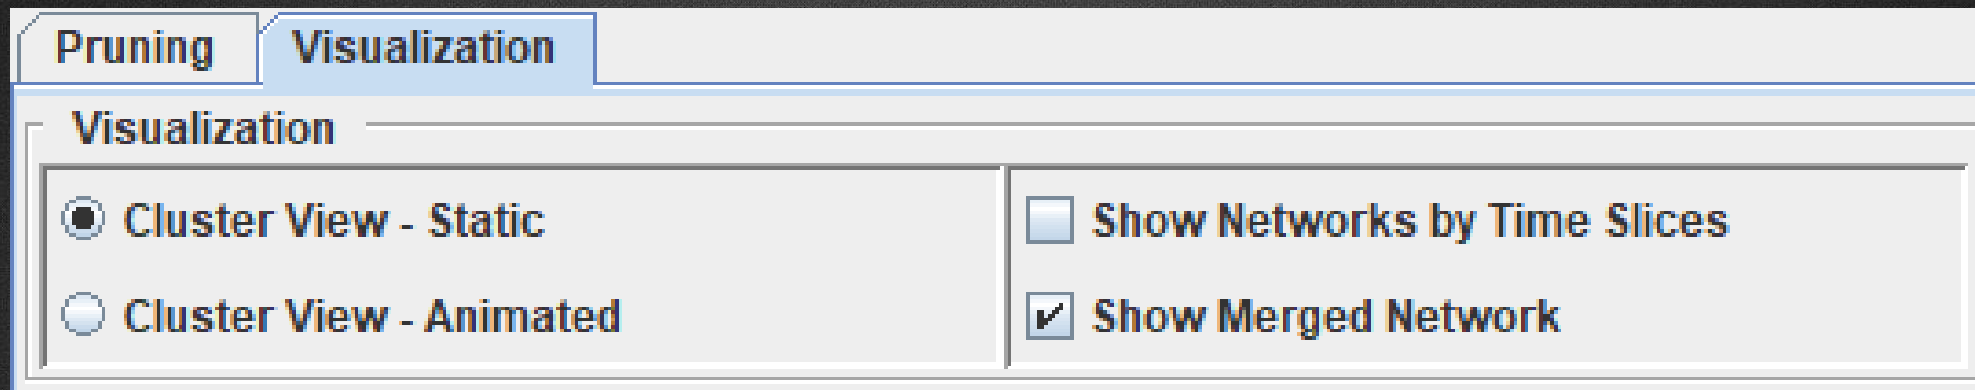 Pruning Visualization
Visualization
Cluster View - Static Show Networks by Time Slices
Cluster View - Animated Show Merged Network